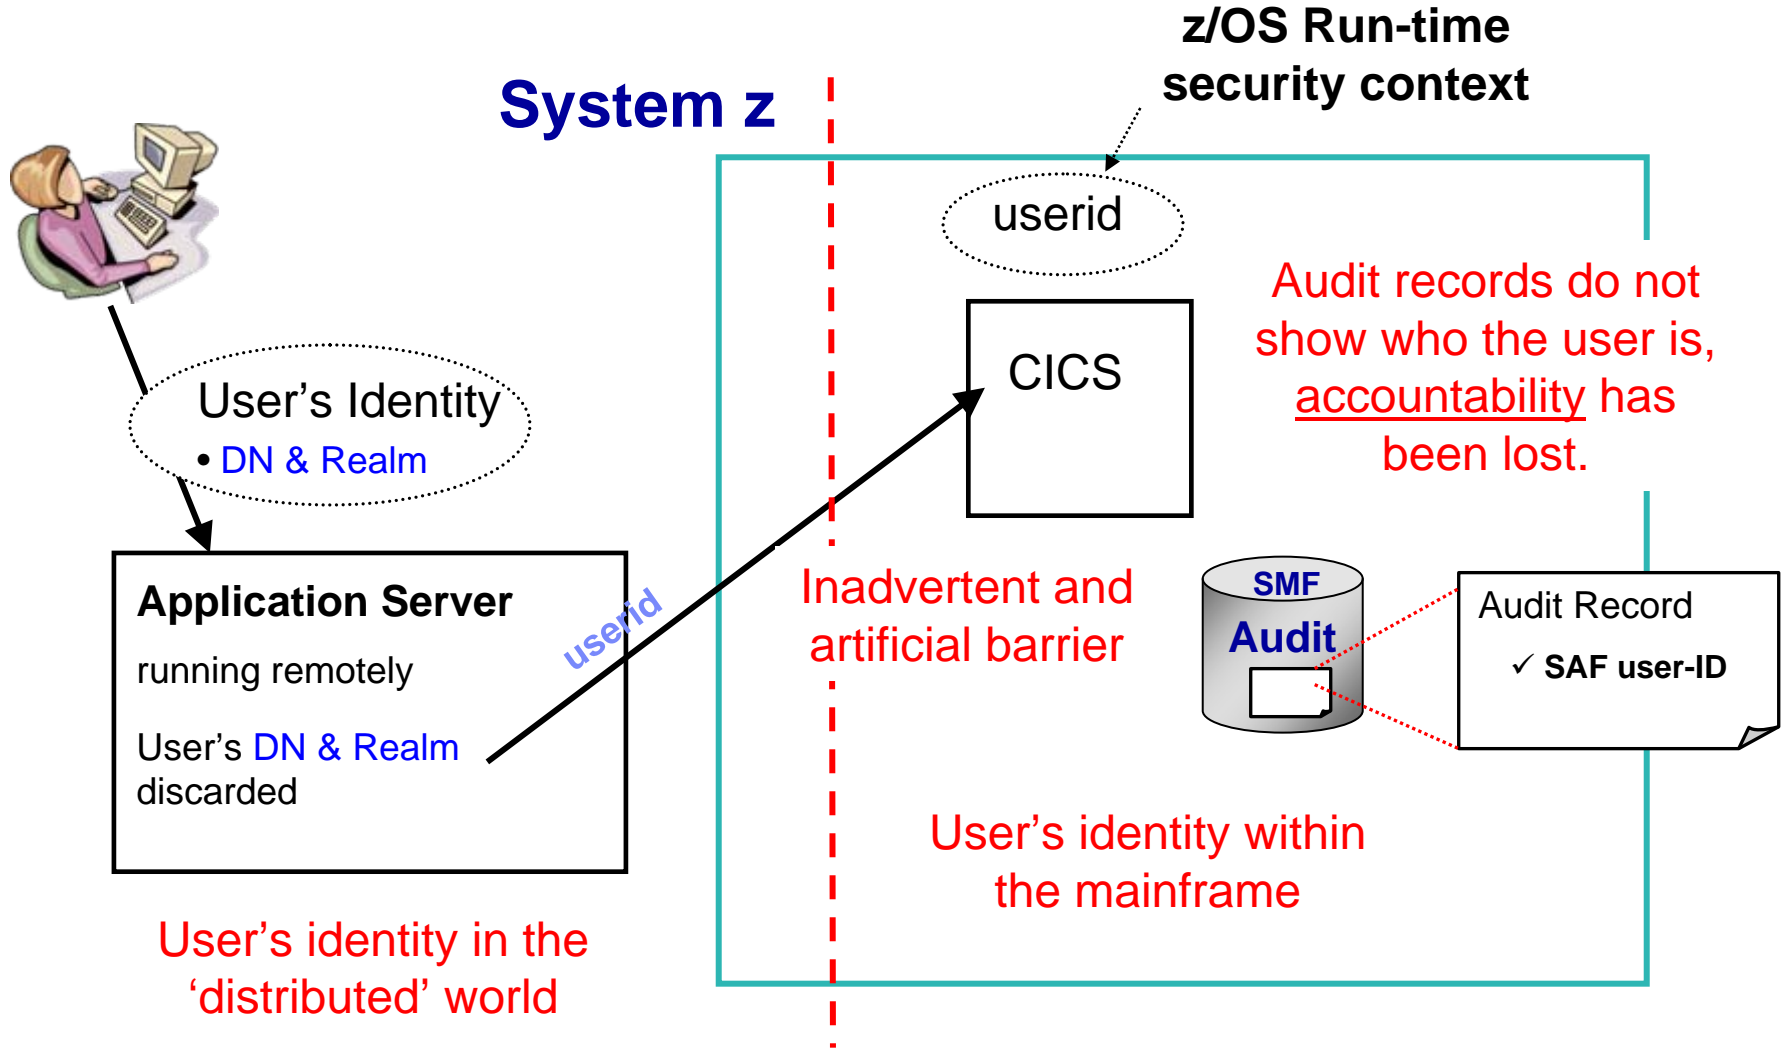 z/OS Run-time
security context
System z
userid
User’s Identity
• DN & Realm
CICS
Audit records do not
show who the user is,
accountability has
been lost.
Application Server
running remotely
User’s DN & Realm
discarded
userid
Inadvertent and
artificial barrier
SMF
Audit
Audit Record
✓ SAF user-ID
User’s identity within
the mainframe
User’s identity in the
‘distributed’ world